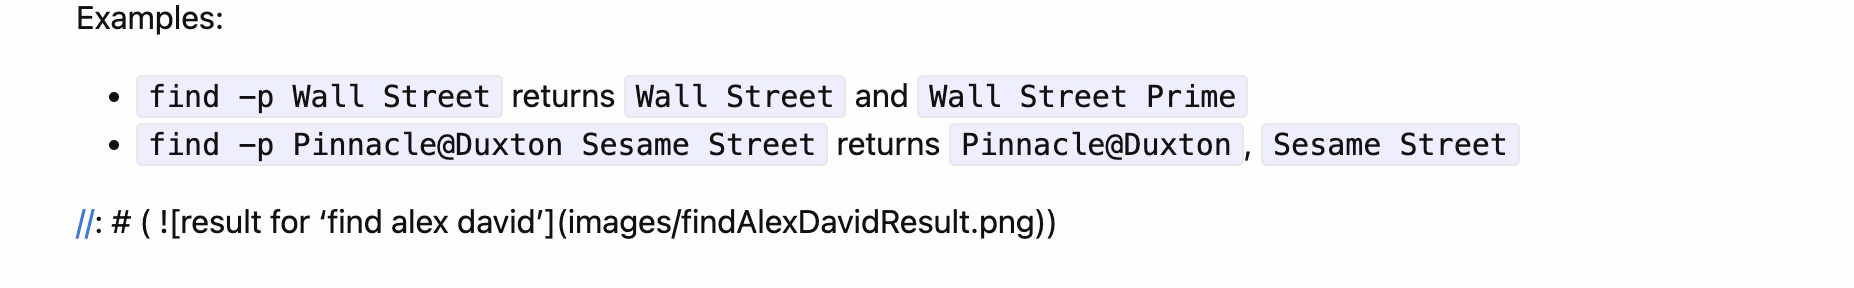 Examples:
• find –p Wall Street returns Wall Street and Wall Street Prime
• find –p Pinnacle@Duxton Sesame Street returns Pinnacle@Duxton, Sesame Street
//: # ( ![result for ‘find alex david’](images/findAlexDavidResult.png))